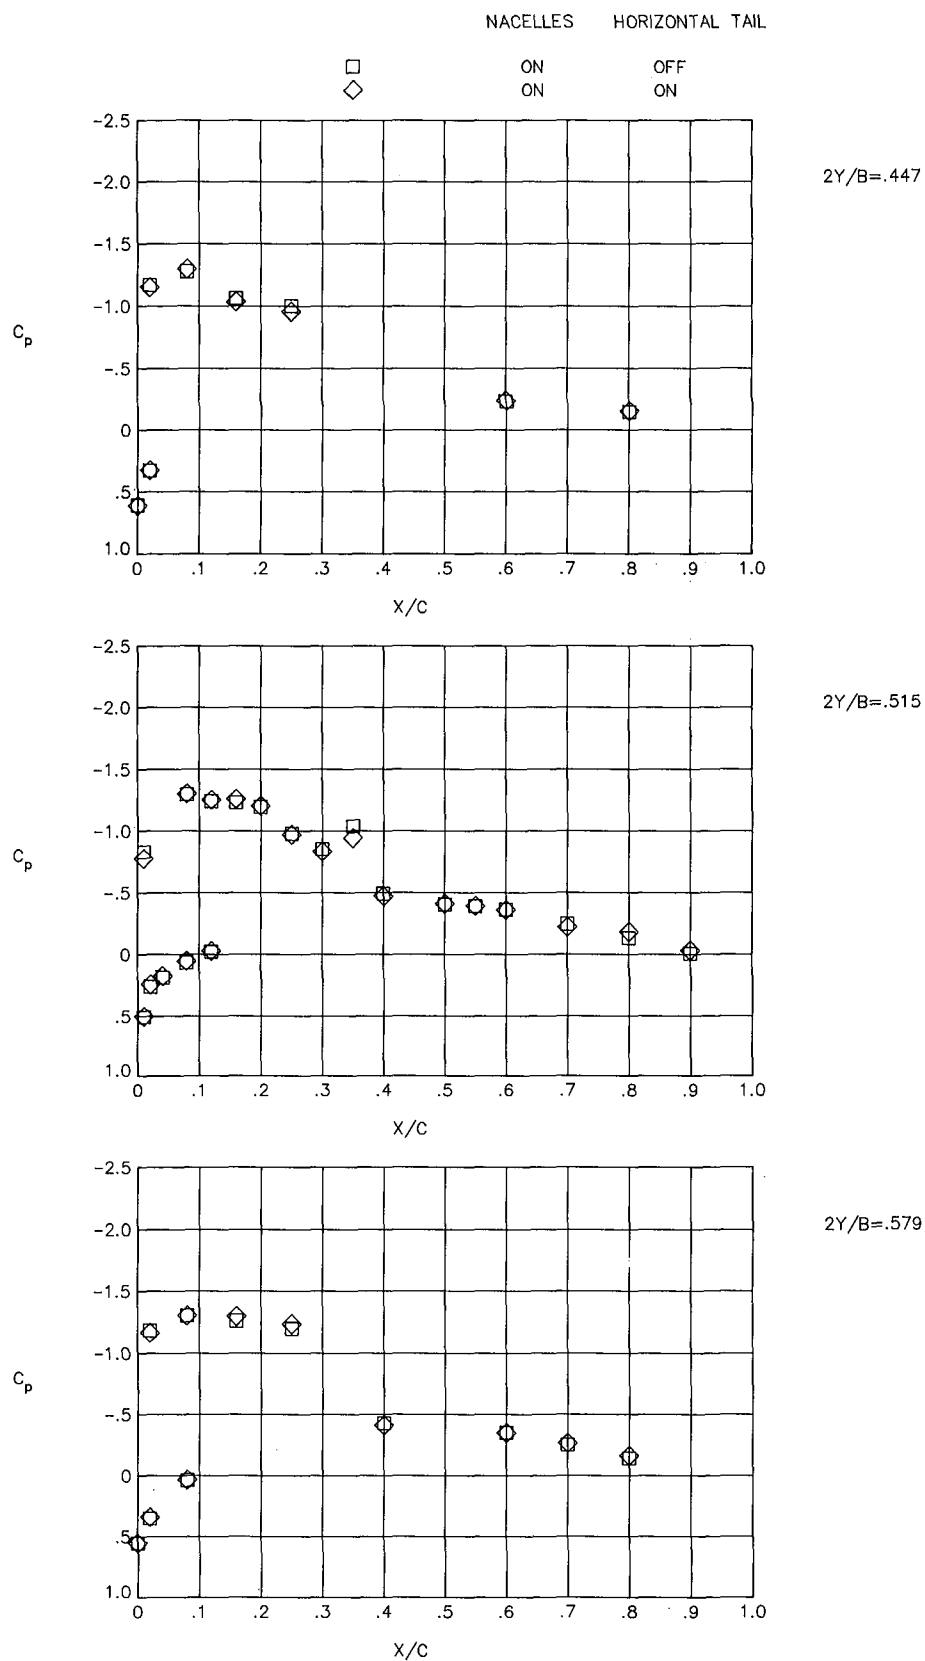 NACELLES HORIZONTAL TAIL
ON OFF
ON ON
-2.5
-2.0
-1.5
-1.0
-.5
0
.5
1.0
Cp
0 .1 .2 .3 .4 .5 .6 .7 .8 .9 1.0
X/C
2Y/B=.447
-2.5
-2.0
-1.5
-1.0
-.5
0
.5
1.0
Cp
0 .1 .2 .3 .4 .5 .6 .7 .8 .9 1.0
X/C
2Y/B=.515
-2.5
-2.0
-1.5
-1.0
-.5
0
.5
1.0
Cp
0 .1 .2 .3 .4 .5 .6 .7 .8 .9 1.0
X/C
2Y/B=.579